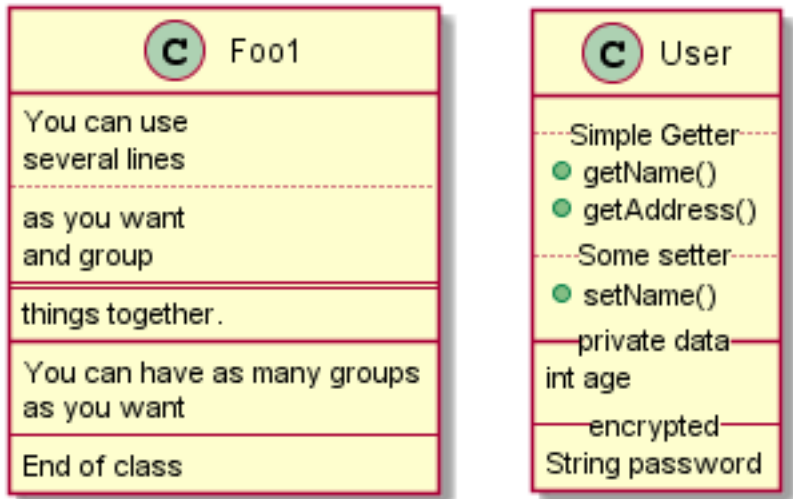 C Foo1
You can use
several lines
as you want
and group
things together.
You can have as many groups
as you want
End of class
C User
Simple Getter
getName()
getAddress()
Some setter
setName()
private data
int age
encrypted
String password